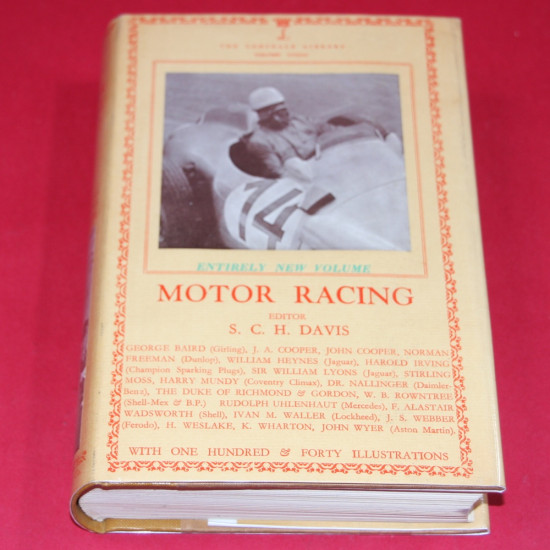 THE LONSDALE LIBRARY
14
ENTIRELY NEW VOLUME
MOTOR RACING
EDITOR
S. C. H. DAVIS
GEORGE BAIRD (Girling), J. A. COOPER, JOHN COOPER, NORMAN
FREEMAN (Dunlop), WILLIAM HEYNES (Jaguar), HAROLD IRVING
(Champion Sparking Plugs), SIR WILLIAM LYONS (Jaguar), STIRLING
MOSS, HARRY MUNDY (Coventry Climax), DR. NALLINGER (Daimler-
Benz), THE DUKE OF RICHMOND & GORDON, W. B. ROWNTREE
(Shell-Mex & B.P.) RUDOLPH UHLENHAUT (Mercedes), F. ALASTAIR
WADSWORTH (Shell), IVAN M. WALLER (Lockheed), J. S. WEBBER
(Ferodo), H. WESLAKE, K. WHARTON, JOHN WYER (Aston Martin).
WITH ONE HUNDRED & FORTY ILLUSTRATIONS